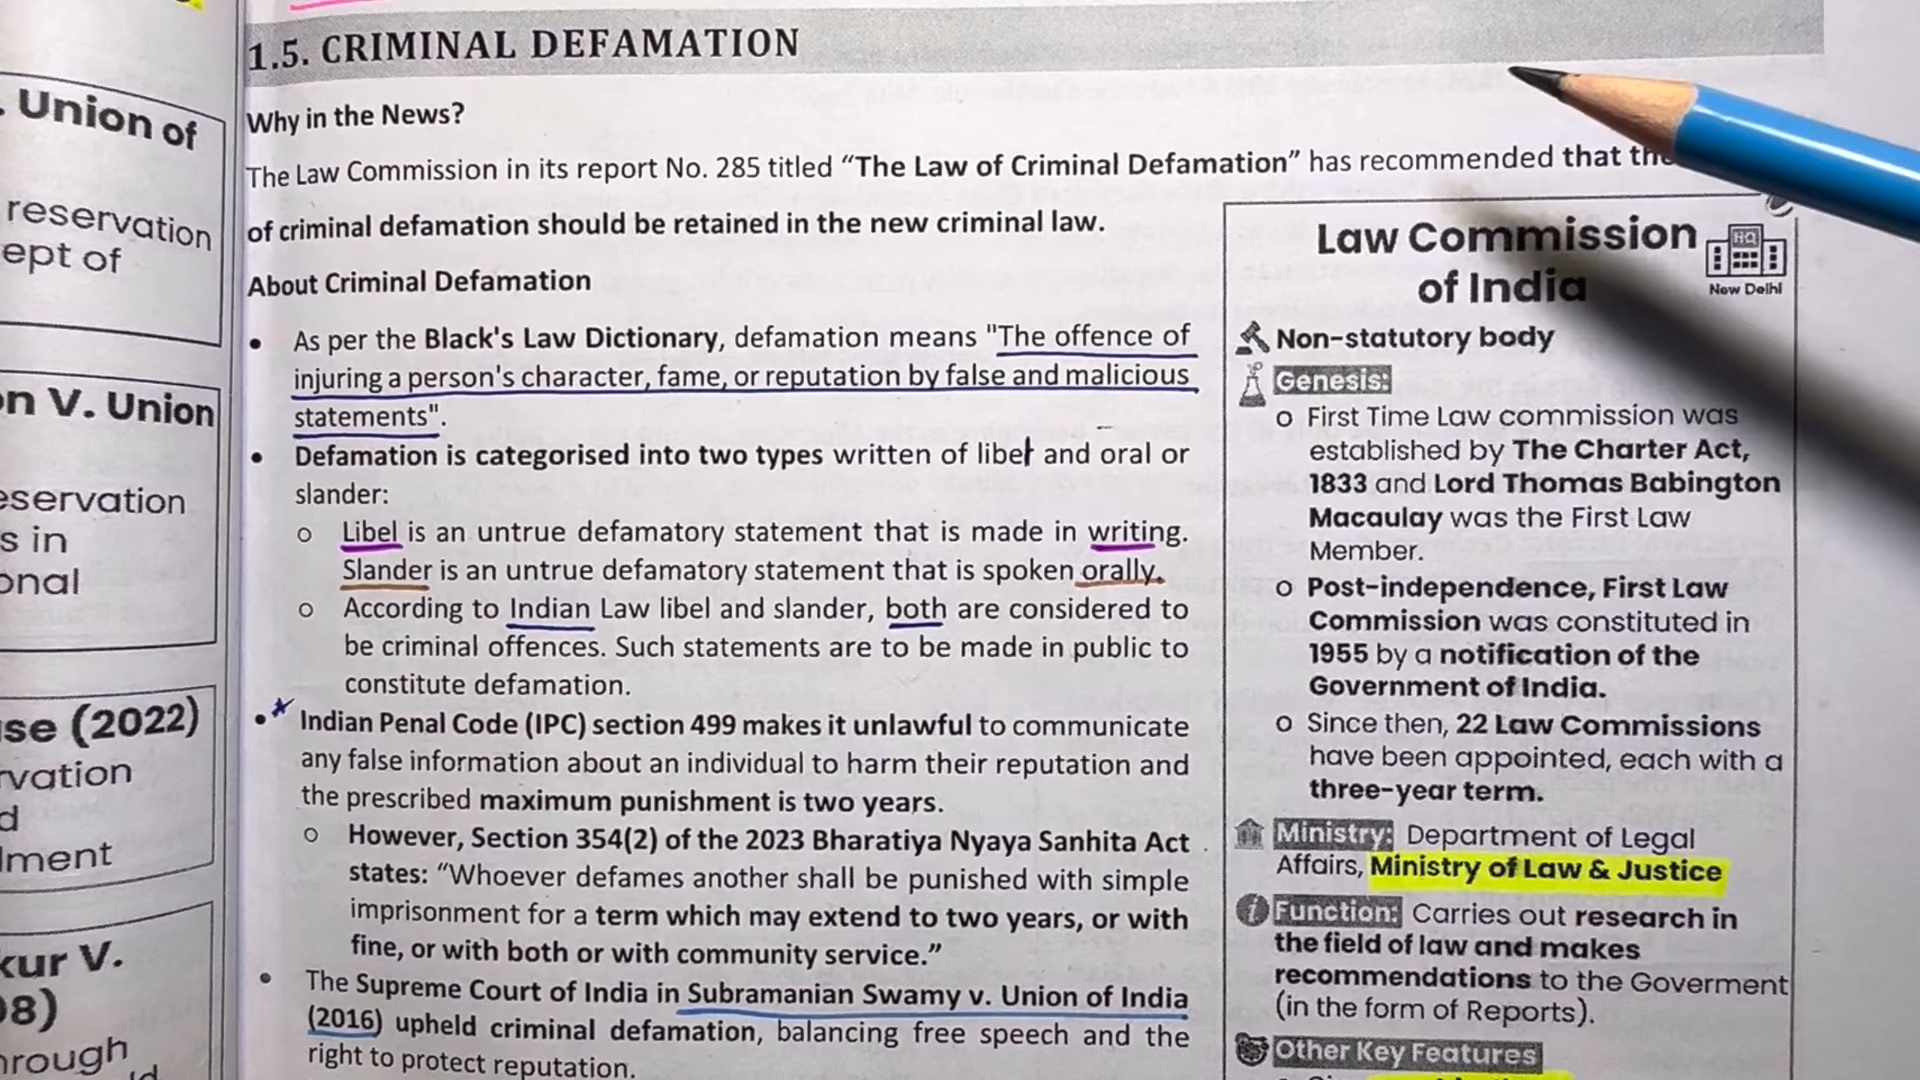 . Union of
reservation
ept of
on V. Union
eservation
s in
onal
se (2022)
rvation
d
lment
kur V.
98)
hrough
1.5. CRIMINAL DEFAMATION
Why in the News?
The Law Commission in its report No. 285 titled “The Law of Criminal Defamation” has recommended that the
of criminal defamation should be retained in the new criminal law.
About Criminal Defamation
• As per the Black's Law Dictionary, defamation means "The offence of
injuring a person's character, fame, or reputation by false and malicious
statements".
• Defamation is categorised into two types written of libel and oral or
slander:
o Libel is an untrue defamatory statement that is made in writing.
Slander is an untrue defamatory statement that is spoken orally.
o According to Indian Law libel and slander, both are considered to
be criminal offences. Such statements are to be made in public to
constitute defamation.
• Indian Penal Code (IPC) section 499 makes it unlawful to communicate
any false information about an individual to harm their reputation and
the prescribed maximum punishment is two years.
o However, Section 354(2) of the 2023 Bharatiya Nyaya Sanhita Act
states: “Whoever defames another shall be punished with simple
imprisonment for a term which may extend to two years, or with
fine, or with both or with community service.”
• The Supreme Court of India in Subramanian Swamy v. Union of India
(2016) upheld criminal defamation, balancing free speech and the
right to protect reputation.
Law Commission
of India
HQ
New Delhi
Non-statutory body
Genesis:
o First Time Law commission was
established by The Charter Act,
1833 and Lord Thomas Babington
Macaulay was the First Law
Member.
o Post-independence, First Law
Commission was constituted in
1955 by a notification of the
Government of India.
o Since then, 22 Law Commissions
have been appointed, each with a
three-year term.
Ministry: Department of Legal
Affairs, Ministry of Law & Justice
Function: Carries out research in
the field of law and makes
recommendations to the Goverment
(in the form of Reports).
Other Key Features